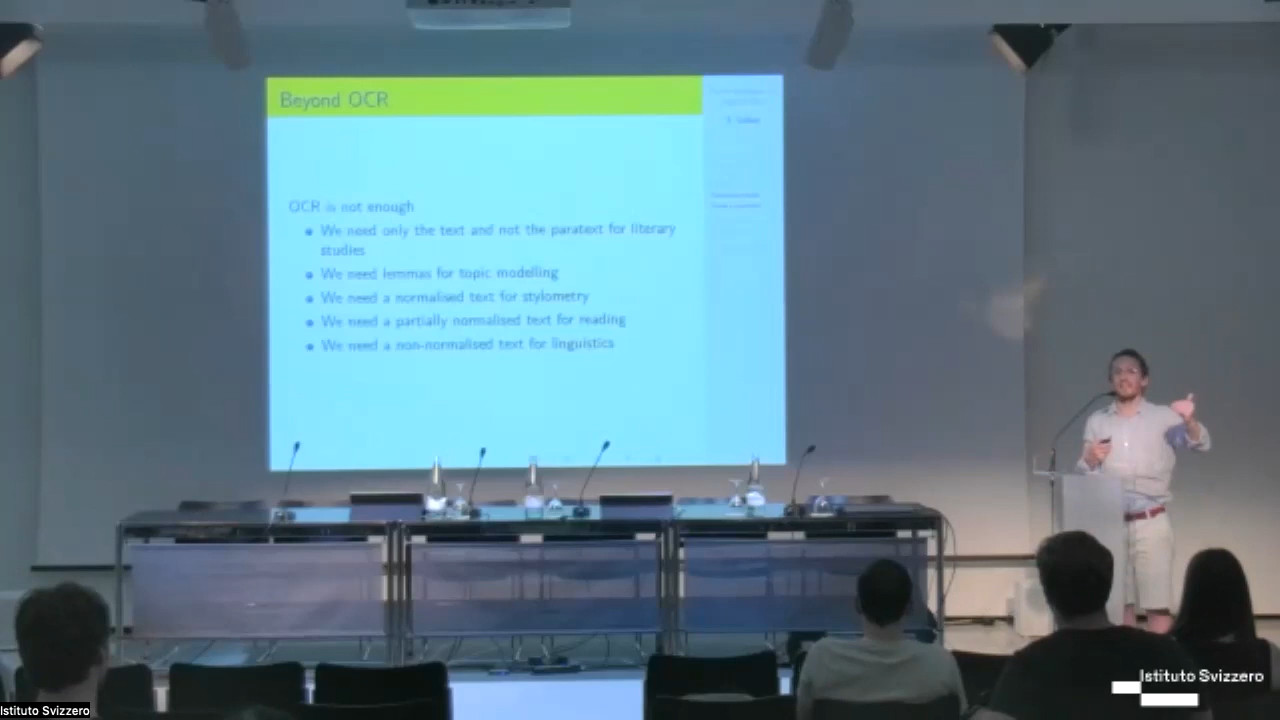 Beyond OCR
OCR is not enough
We need only the text and not the paratext for literary
studies
We need lemmas for topic modelling
We need a normalised text for stylometry
We need a partially normalised text for reading
We need a non-normalised text for linguistics
Istituto Svizzero
Istituto Svizzero